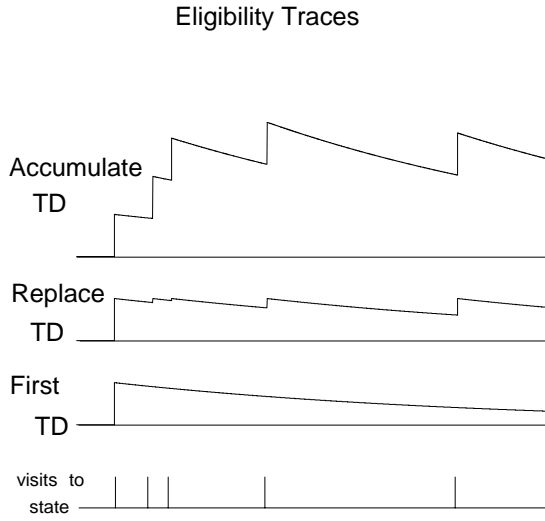 Eligibility Traces
Accumulate
TD
Replace
TD
First
TD
visits to
state